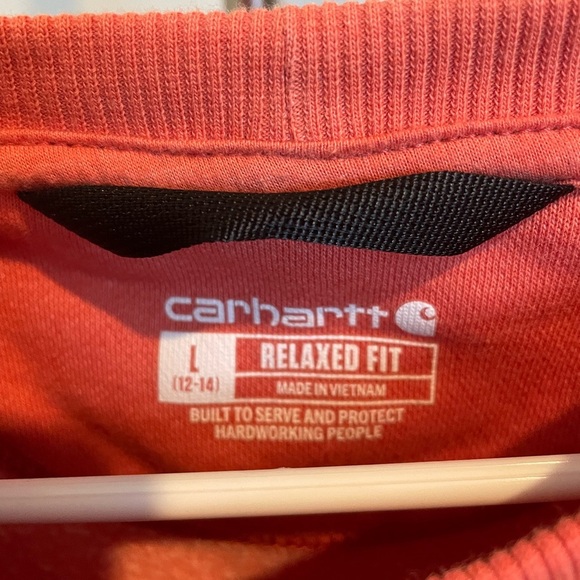 carhartt
L
(12-14)
RELAXED FIT
MADE IN VIETNAM
BUILT TO SERVE AND PROTECT
HARDWORKING PEOPLE